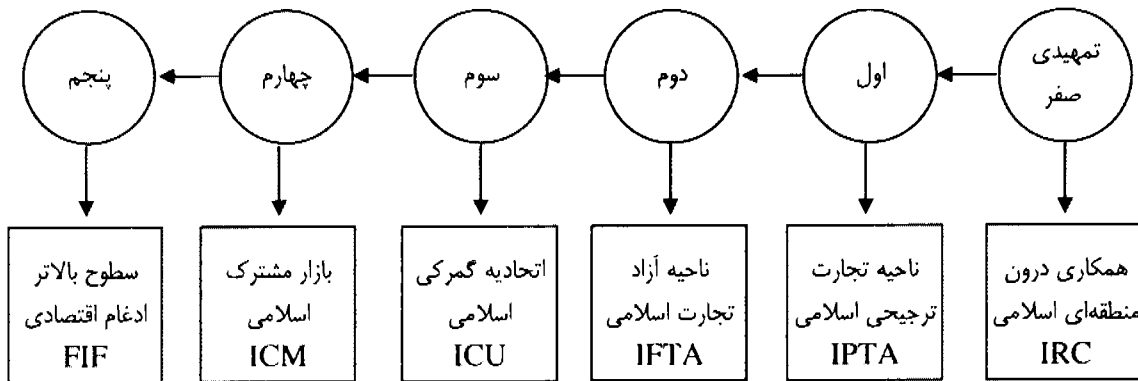 تمهیدی
صفر
اول
دوم
سوم
چهارم
پنجم
همکاری درون
منطقه‌ای اسلامی
IRC
ناحیه تجارت
ترجیحی اسلامی
IPTA
ناحیه آزاد
تجارت اسلامی
IFTA
اتحادیه گمرکی
اسلامی
ICU
بازار مشترک
اسلامی
ICM
سطوح بالاتر
ادغام اقتصادی
FIF